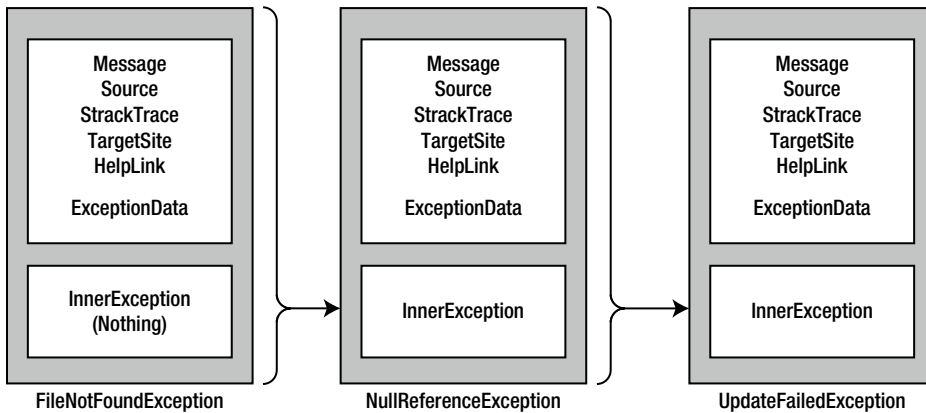 Message
Source
StrackTrace
TargetSite
HelpLink
ExceptionData
InnerException
(Nothing)
FileNotFoundException
Message
Source
StrackTrace
TargetSite
HelpLink
ExceptionData
InnerException
NullReferenceException
Message
Source
StrackTrace
TargetSite
HelpLink
ExceptionData
InnerException
UpdateFailedException